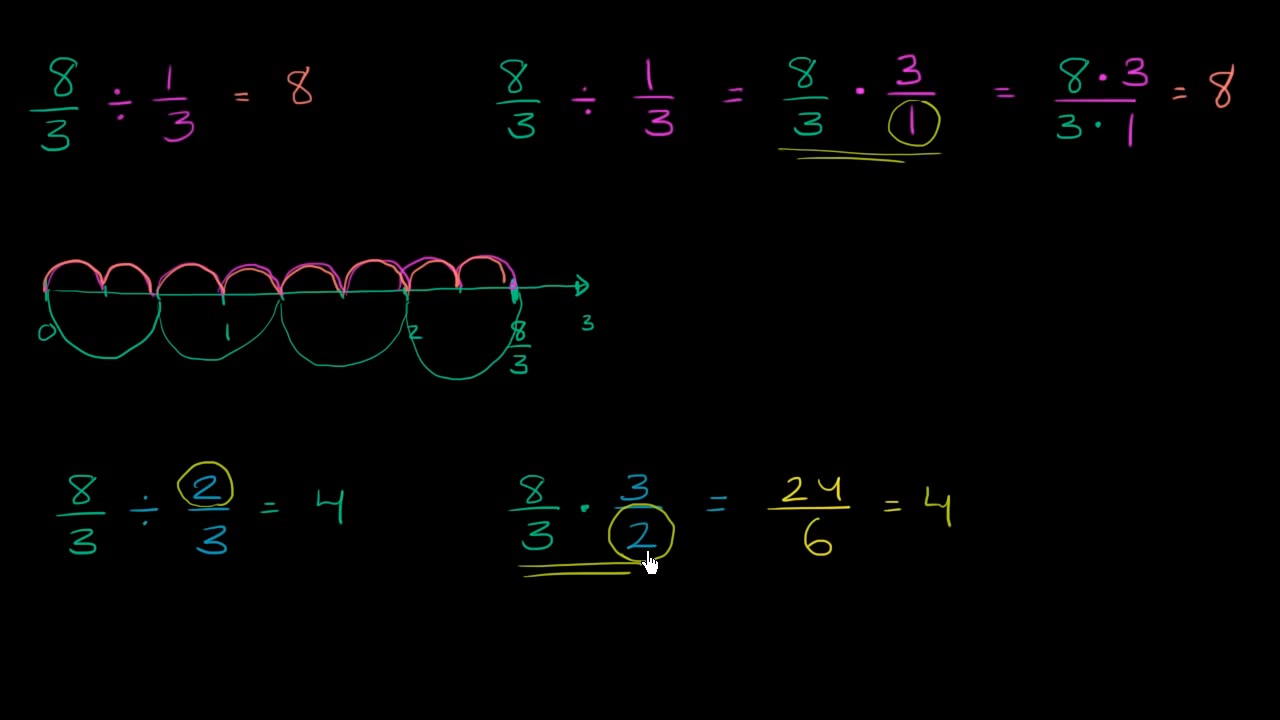 8/3 ÷ 1/3 = 8
8/3 ÷ 1/3 = 8/3 · 3/1 = 8·3/3·1 = 8
0 1 2 8/3 3
8/3 ÷ 2/3 = 4
8/3 · 3/2 = 24/6 = 4